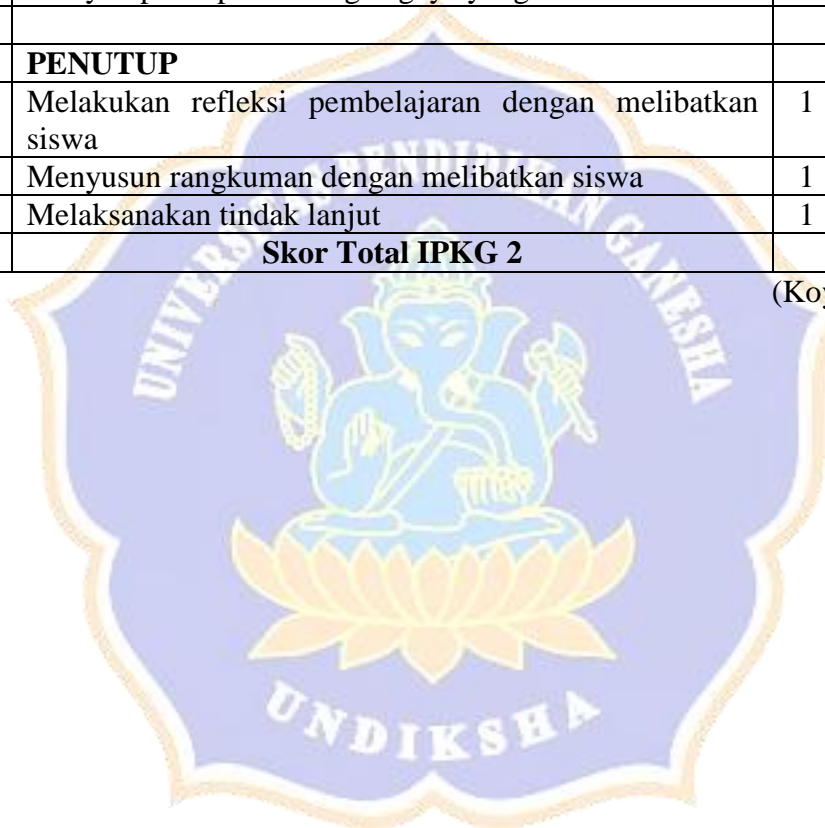 PENUTUP
Melakukan refleksi pembelajaran dengan melibatkan 1
siswa
Menyusun rangkuman dengan melibatkan siswa 1
Melaksanakan tindak lanjut 1
Skor Total IPKG 2
UNIVERSITAS PENDIDIKAN GANESHA
UNDIKSHA